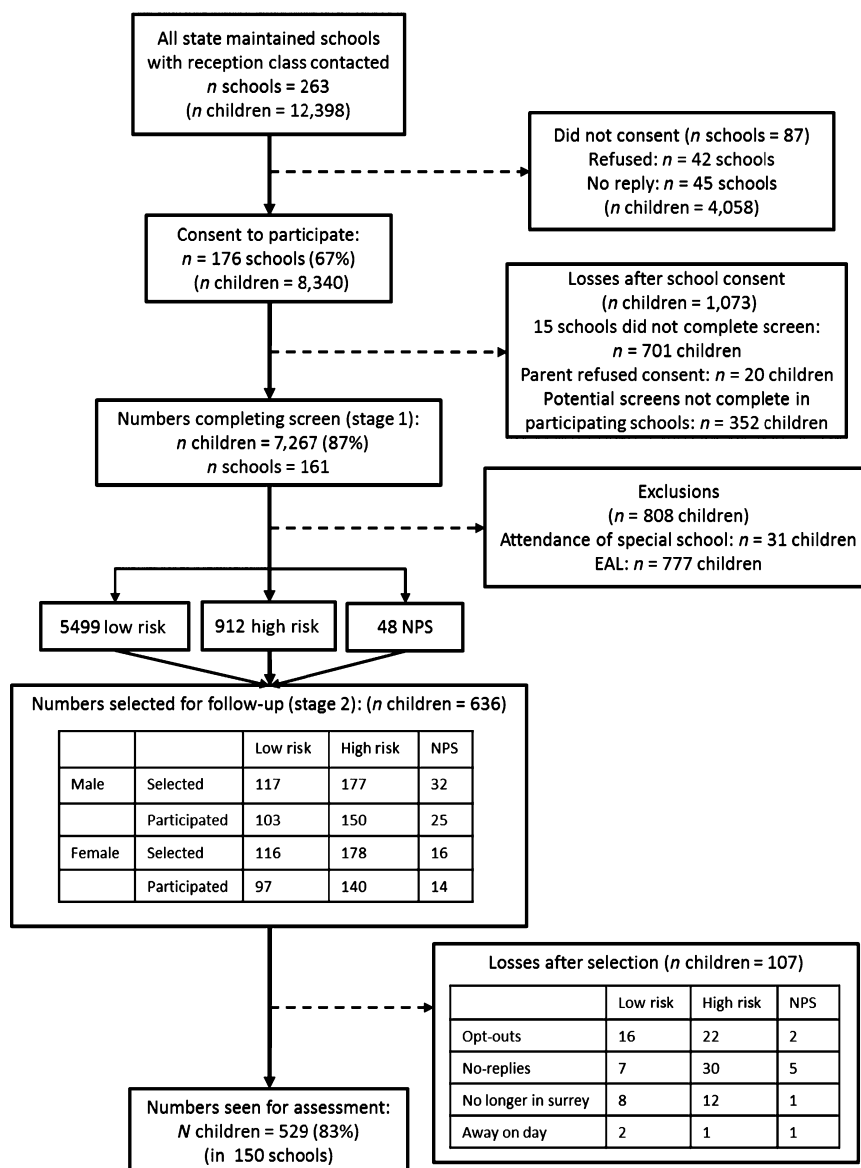 All state maintained schools
with reception class contacted
n schools = 263
(n children = 12,398)
Did not consent (n schools = 87)
Refused: n = 42 schools
No reply: n = 45 schools
(n children = 4,058)
Consent to participate:
n = 176 schools (67%)
(n children = 8,340)
Losses after school consent
(n children = 1,073)
15 schools did not complete screen:
n = 701 children
Parent refused consent: n = 20 children
Potential screens not complete in
participating schools: n = 352 children
Numbers completing screen (stage 1):
n children = 7,267 (87%)
n schools = 161
Exclusions
(n = 808 children)
Attendance of special school: n = 31 children
EAL: n = 777 children
5499 low risk
912 high risk
48 NPS
Numbers selected for follow-up (stage 2): (n children = 636)
Low risk High risk NPS
Male Selected 117 177 32
Participated 103 150 25
Female Selected 116 178 16
Participated 97 140 14
Losses after selection (n children = 107)
Low risk High risk NPS
Opt-outs 16 22 2
No-replies 7 30 5
No longer in surrey 8 12 1
Away on day 2 1 1
Numbers seen for assessment:
N children = 529 (83%)
(in 150 schools)